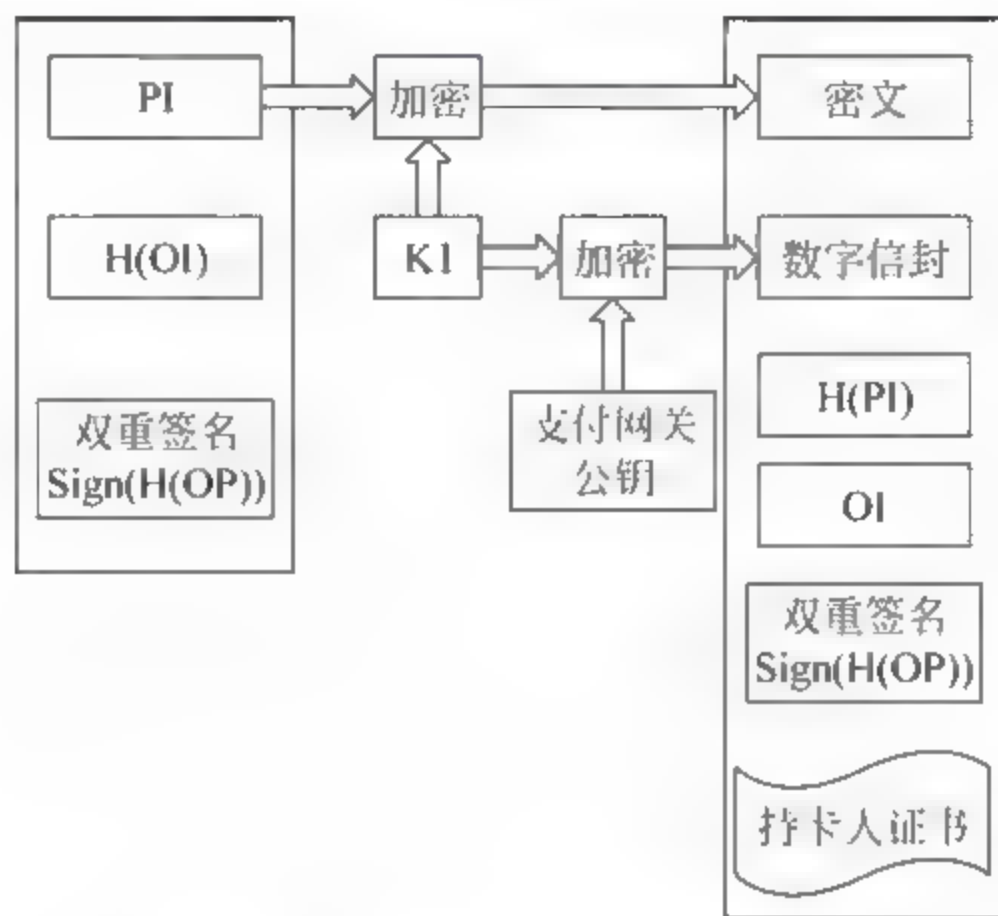 PI
加密
密文
H(OI)
K1
加密
数字信封
双重签名
Sign(H(OP))
支付网关
公钥
H(PI)
OI
双重签名
Sign(H(OP))
持卡人证书